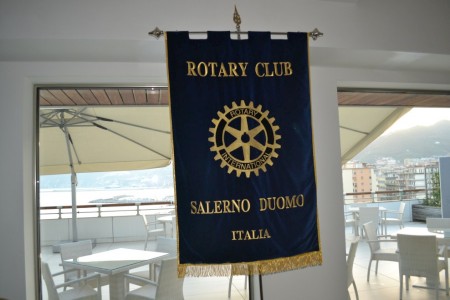 ROTARY CLUB
ROTARY
INTERNATIONAL
SALERNO DUOMO
ITALIA